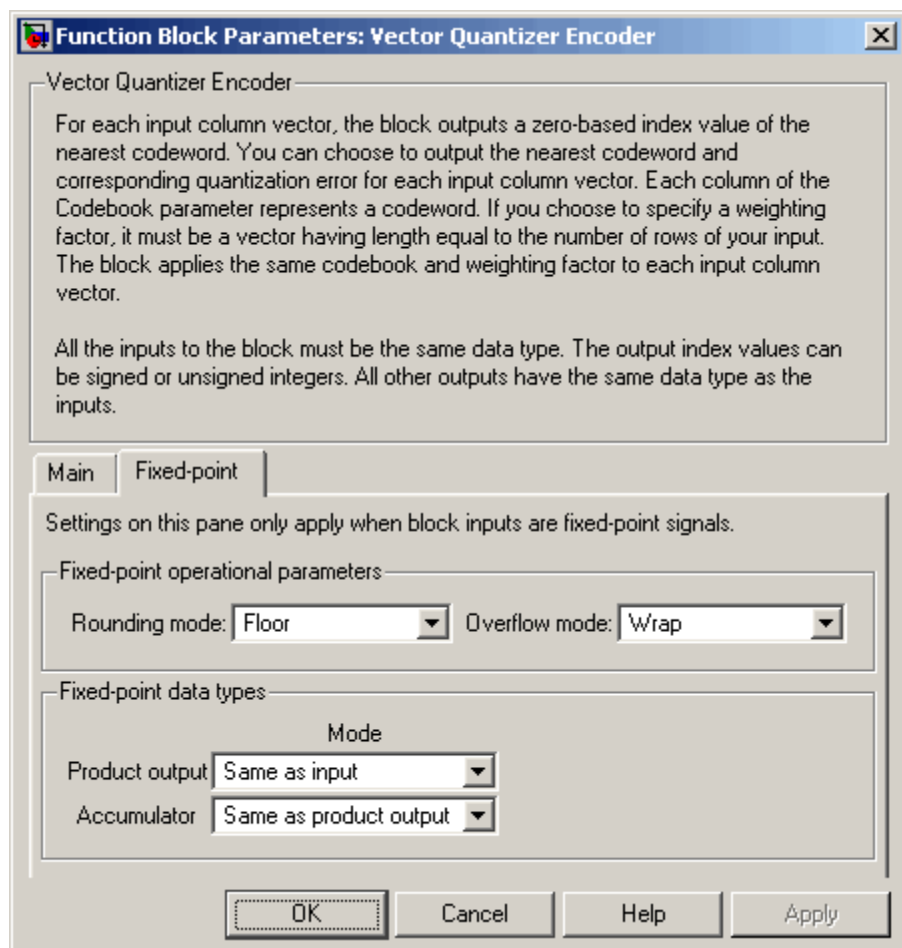 Function Block Parameters: Vector Quantizer Encoder
Vector Quantizer Encoder
For each input column vector, the block outputs a zero-based index value of the
nearest codeword. You can choose to output the nearest codeword and
corresponding quantization error for each input column vector. Each column of the
Codebook parameter represents a codeword. If you choose to specify a weighting
factor, it must be a vector having length equal to the number of rows of your input.
The block applies the same codebook and weighting factor to each input column
vector.
All the inputs to the block must be the same data type. The output index values can
be signed or unsigned integers. All other outputs have the same data type as the
inputs.
Main Fixed-point
Settings on this pane only apply when block inputs are fixed-point signals.
Fixed-point operational parameters
Rounding mode: Floor Overflow mode: Wrap
Fixed-point data types
Mode
Product output Same as input
Accumulator Same as product output
OK Cancel Help Apply